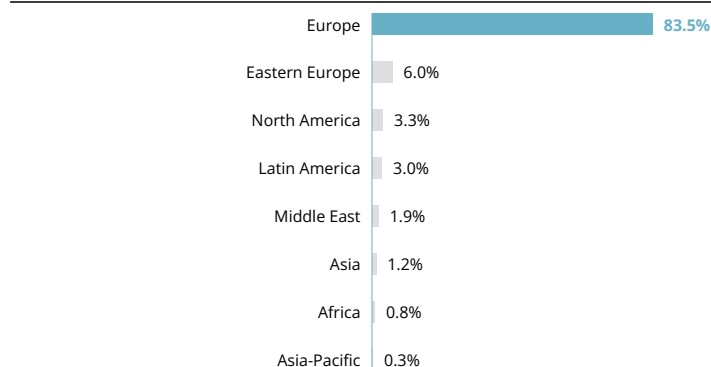 Europe 83.5%
Eastern Europe 6.0%
North America 3.3%
Latin America 3.0%
Middle East 1.9%
Asia 1.2%
Africa 0.8%
Asia-Pacific 0.3%